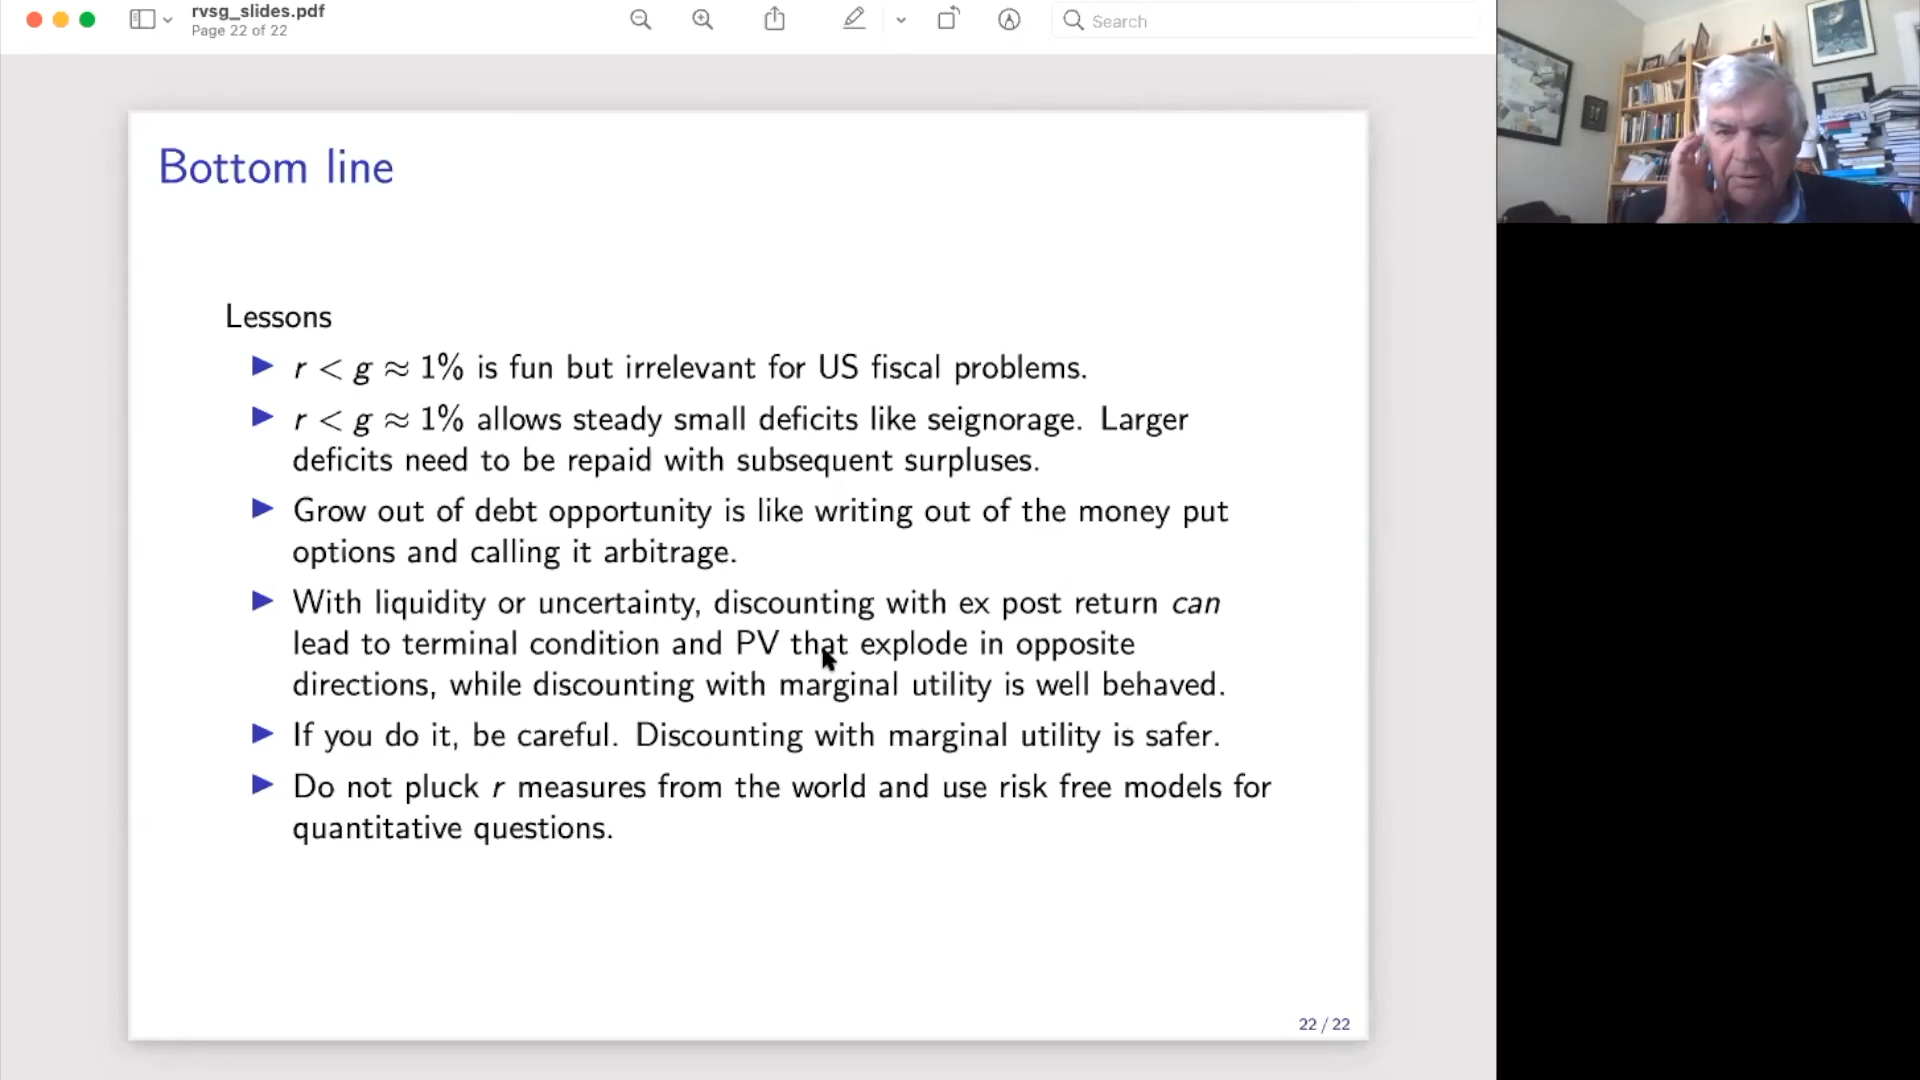 rvsg_slides.pdf
Page 22 of 22
Search
Bottom line
Lessons
▶ r < g ≈ 1% is fun but irrelevant for US fiscal problems.
▶ r < g ≈ 1% allows steady small deficits like seignorage. Larger
deficits need to be repaid with subsequent surpluses.
▶ Grow out of debt opportunity is like writing out of the money put
options and calling it arbitrage.
▶ With liquidity or uncertainty, discounting with ex post return can
lead to terminal condition and PV that explode in opposite
directions, while discounting with marginal utility is well behaved.
▶ If you do it, be careful. Discounting with marginal utility is safer.
▶ Do not pluck r measures from the world and use risk free models for
quantitative questions.
22 / 22